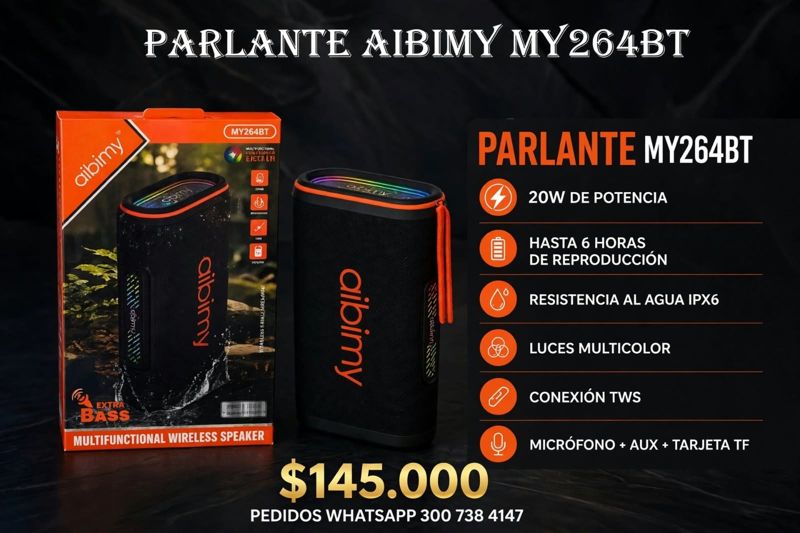 PARLANTE AIBIMY MY264BT
aibimy
MY264BT
aibimy
EXTRA
BASS
MULTIFUNCTIONAL WIRELESS SPEAKER
aibimy
PARLANTE MY264BT
20W DE POTENCIA
HASTA 6 HORAS
DE REPRODUCCIÓN
RESISTENCIA AL AGUA IPX6
LUCES MULTICOLOR
CONEXIÓN TWS
MICRÓFONO + AUX + TARJETA TF
$145.000
PEDIDOS WHATSAPP 300 738 4147